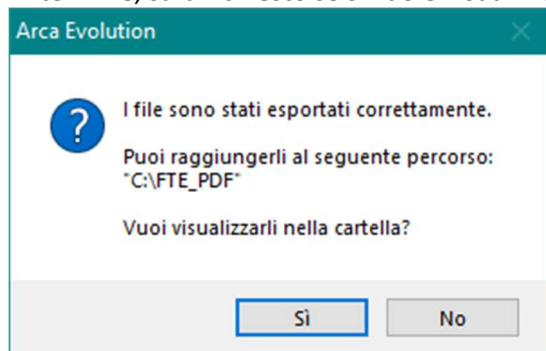 Arca Evolution
I file sono stati esportati correttamente.
Puoi raggiungerli al seguente percorso:
"C:\FTE_PDF"
Vuoi visualizzarli nella cartella?
Sì
No